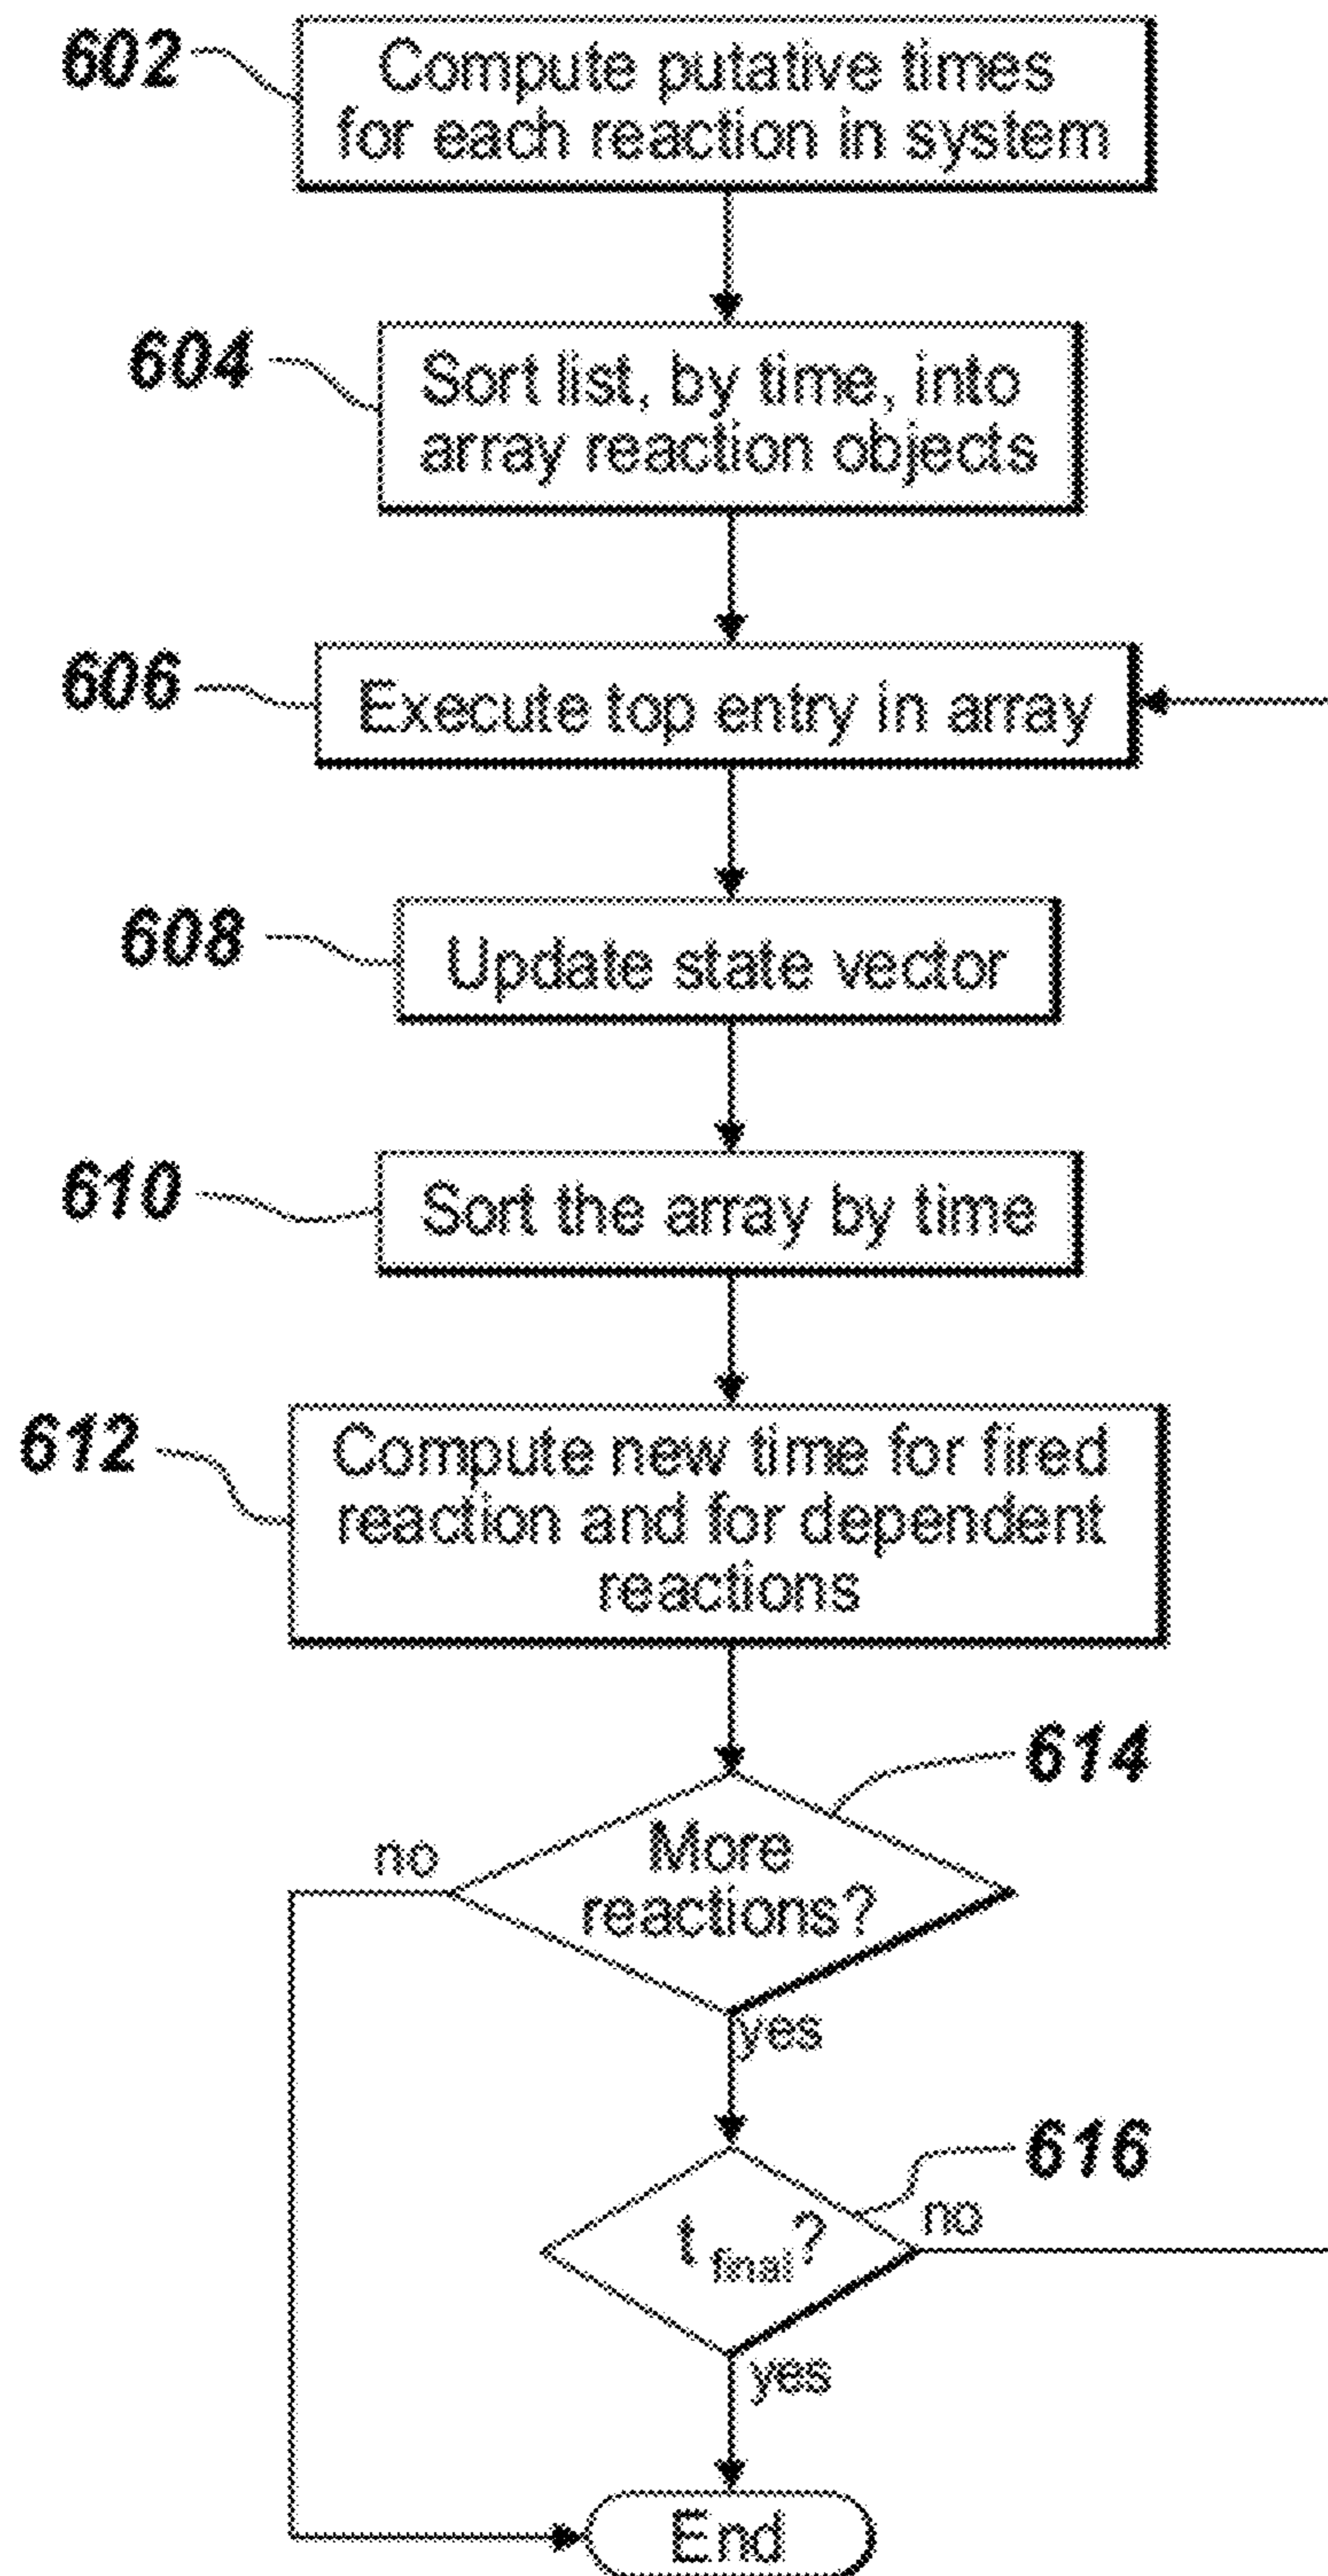 602
Compute putative times
for each reaction in system
604
Sort list, by time, into
array reaction objects
606
Execute top entry in array
608
Update state vector
610
Sort the array by time
612
Compute new time for fired
reaction and for dependent
reactions
614
no
More
reactions?
yes
616
no
t final?
yes
End